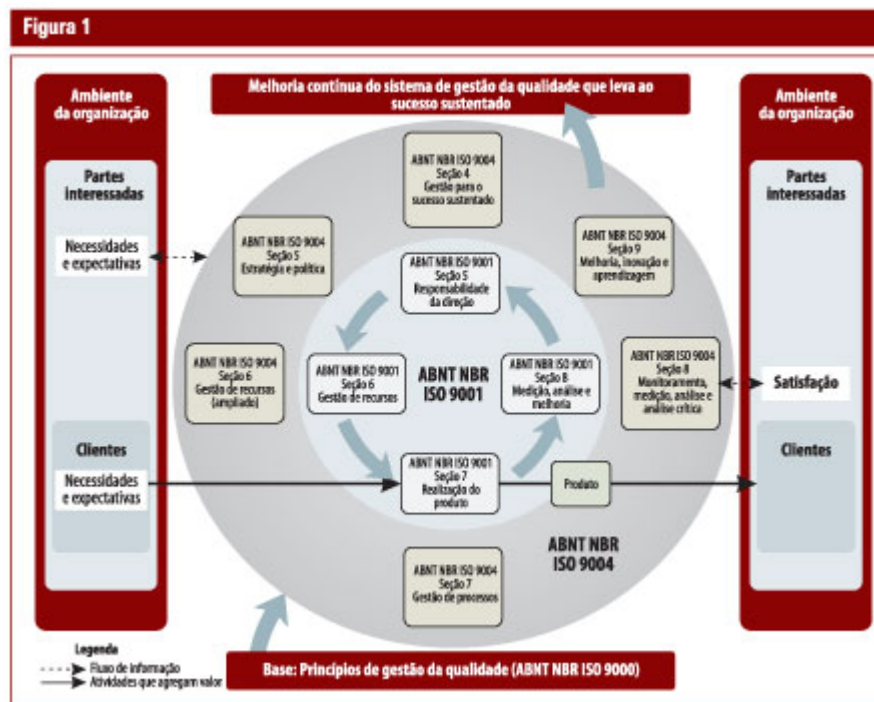 Figura 1
Melhoria contínua do sistema de gestão da qualidade que leva ao
sucesso sustentado
Ambiente
da organização
Partes
interessadas
Necessidades
e expectativas
Clientes
Necessidades
e expectativas
ABNT NBR ISO 9004
Seção 4
Gestão para o
sucesso sustentado
ABNT NBR ISO 9004
Seção 5
Estratégia e política
ABNT NBR ISO 9004
Seção 9
Melhoria, inovação e
aprendizagem
ABNT NBR ISO 9001
Seção 5
Responsabilidade
da direção
ABNT NBR ISO 9004
Seção 6
Gestão de recursos
(ampliado)
ABNT NBR ISO 9001
Seção 6
Gestão de recursos
ABNT NBR
ISO 9001
ABNT NBR ISO 9001
Seção 8
Medição, análise e
melhoria
ABNT NBR ISO 9004
Seção 8
Monitoramento,
medição, análise e
análise crítica
ABNT NBR ISO 9001
Seção 7
Realização do
produto
Produto
ABNT NBR
ISO 9004
ABNT NBR ISO 9004
Seção 7
Gestão de processos
Ambiente
da organização
Partes
interessadas
Satisfação
Clientes
Legenda
Fluxo de informação
Atividades que agregam valor
Base: Princípios de gestão da qualidade (ABNT NBR ISO 9000)